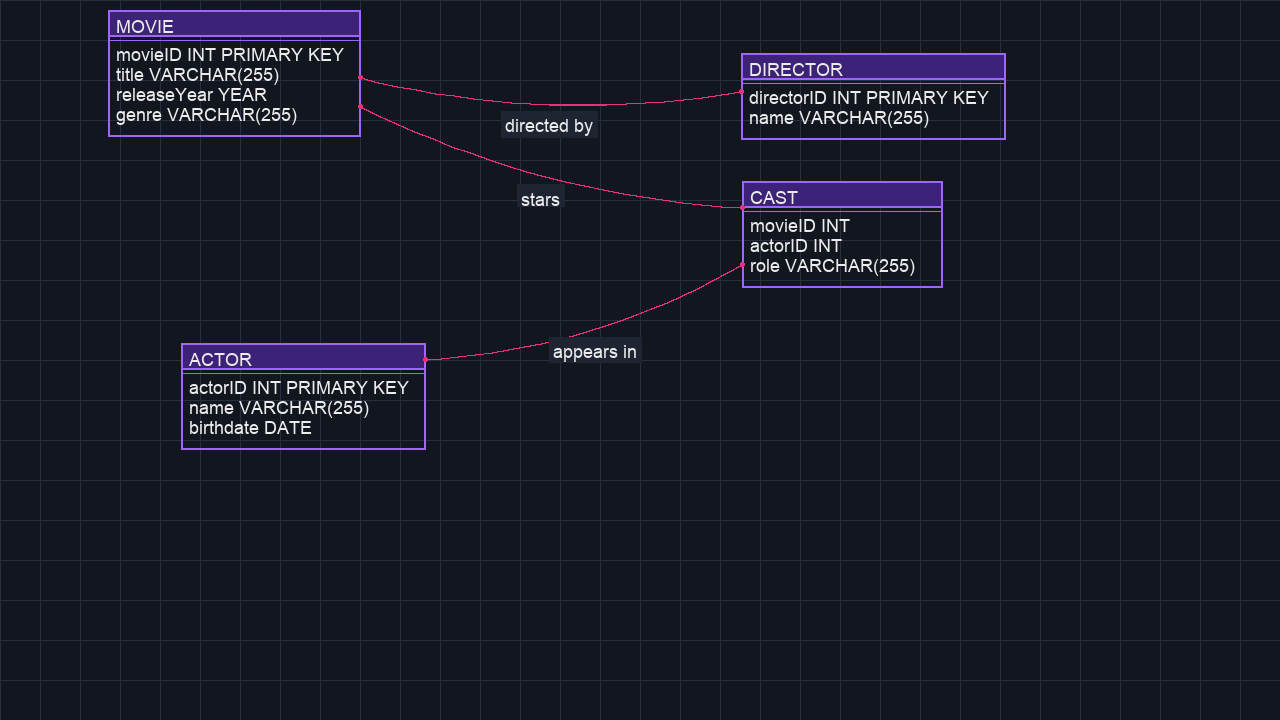 MOVIE
movieID INT PRIMARY KEY
title VARCHAR(255)
releaseYear YEAR
genre VARCHAR(255)
DIRECTOR
directorID INT PRIMARY KEY
name VARCHAR(255)
directed by
stars
CAST
movieID INT
actorID INT
role VARCHAR(255)
appears in
ACTOR
actorID INT PRIMARY KEY
name VARCHAR(255)
birthdate DATE